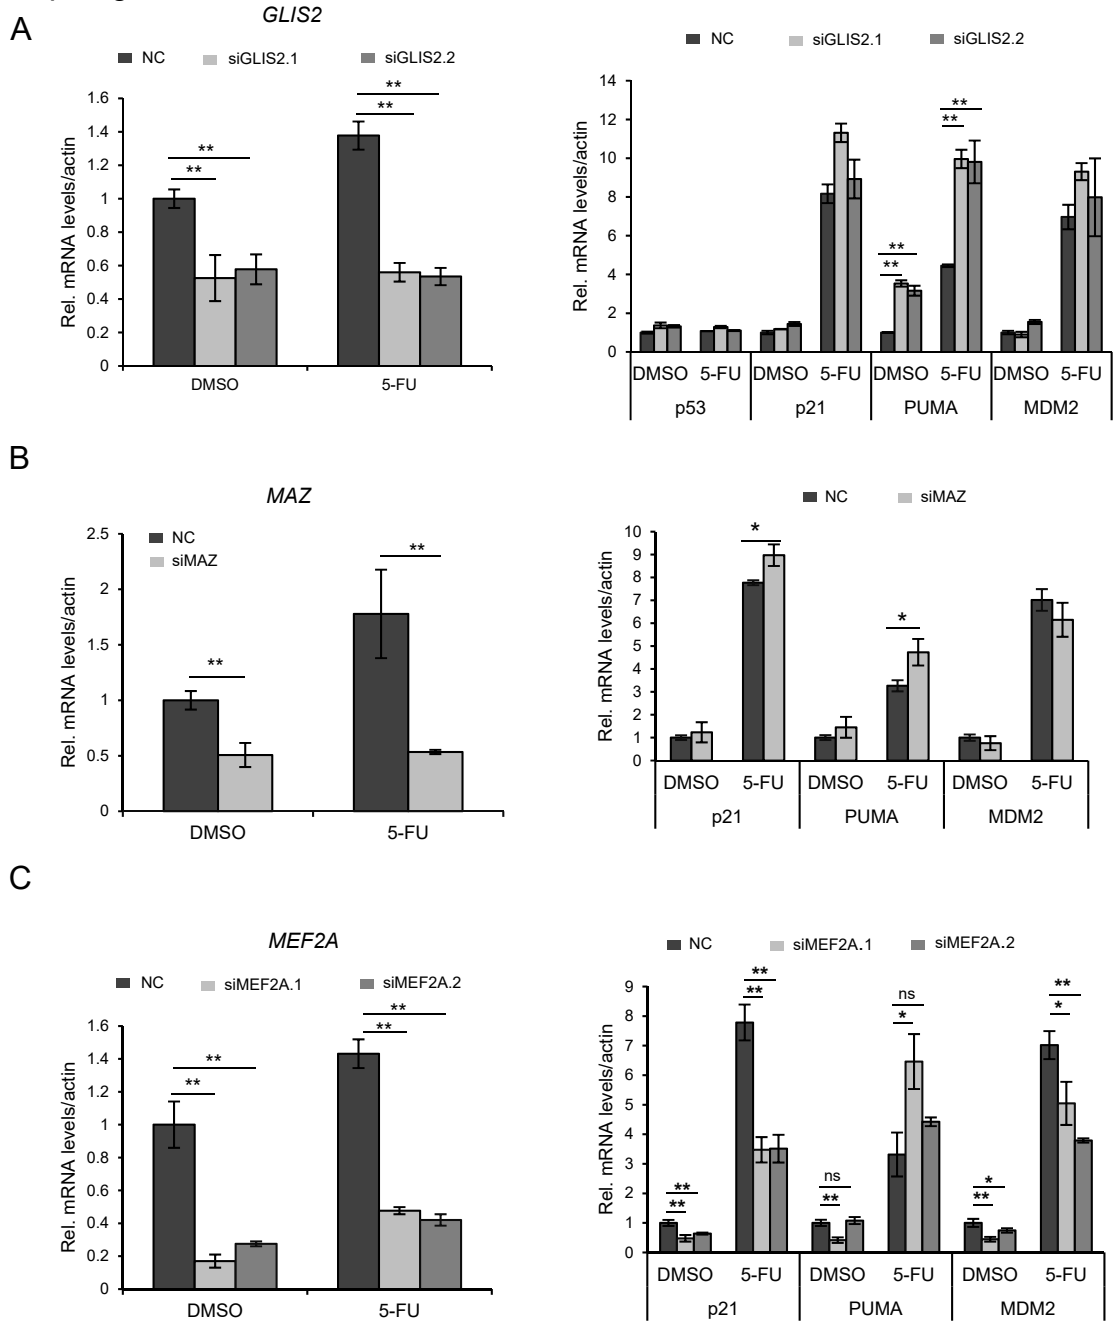 A
GLIS2
NC siGLIS2.1 siGLIS2.2
Rel. mRNA levels/actin
1.6
1.4
1.2
1
0.8
0.6
0.4
0.2
0
** ** ** **
DMSO 5-FU
NC siGLIS2.1 siGLIS2.2
Rel. mRNA levels/actin
14
12
10
8
6
4
2
0
** ** ** **
DMSO 5-FU DMSO 5-FU DMSO 5-FU DMSO 5-FU
p53 p21 PUMA MDM2
B
MAZ
NC
siMAZ
Rel. mRNA levels/actin
2.5
2
1.5
1
0.5
0
** **
DMSO 5-FU
NC siMAZ
Rel. mRNA levels/actin
10
9
8
7
6
5
4
3
2
1
0
* *
DMSO 5-FU DMSO 5-FU DMSO 5-FU
p21 PUMA MDM2
C
MEF2A
NC siMEF2A.1 siMEF2A.2
Rel. mRNA levels/actin
1.6
1.4
1.2
1
0.8
0.6
0.4
0.2
0
** ** ** **
DMSO 5-FU
NC siMEF2A.1 siMEF2A.2
Rel. mRNA levels/actin
9
8
7
6
5
4
3
2
1
0
** ** ns **
** ** * *
ns *
** **
DMSO 5-FU DMSO 5-FU DMSO 5-FU
p21 PUMA MDM2